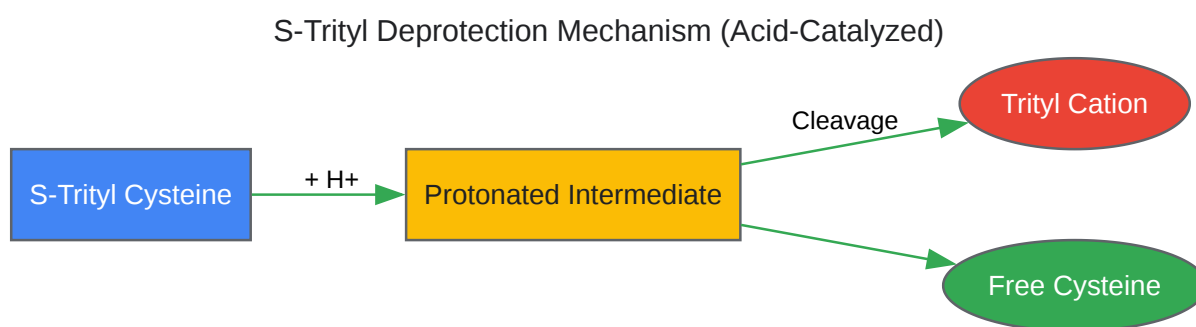 S-Trityl Deprotection Mechanism (Acid-Catalyzed)
S-Trityl Cysteine
+ H+
Protonated Intermediate
Cleavage
Trityl Cation
Free Cysteine